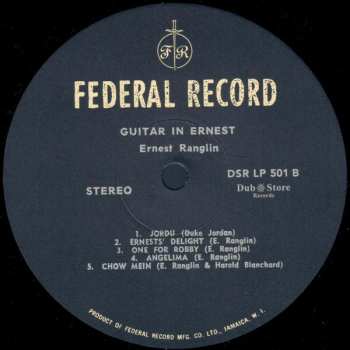 F R
FEDERAL RECORD
GUITAR IN ERNEST
Ernest Ranglin
DSR LP 501 B
STEREO
Dub Store
Records
1. JORDU (Duke Jordan)
2. ERNESTS' DELIGHT (E. Ranglin)
3. ONE FOR ROBBY (E. Ranglin)
4. ANGELIMA (E. Ranglin)
5. CHOW MEIN (E. Ranglin & Harold Blanchard)
PRODUCT OF FEDERAL RECORD MFG. CO. LTD., JAMAICA, W. I.